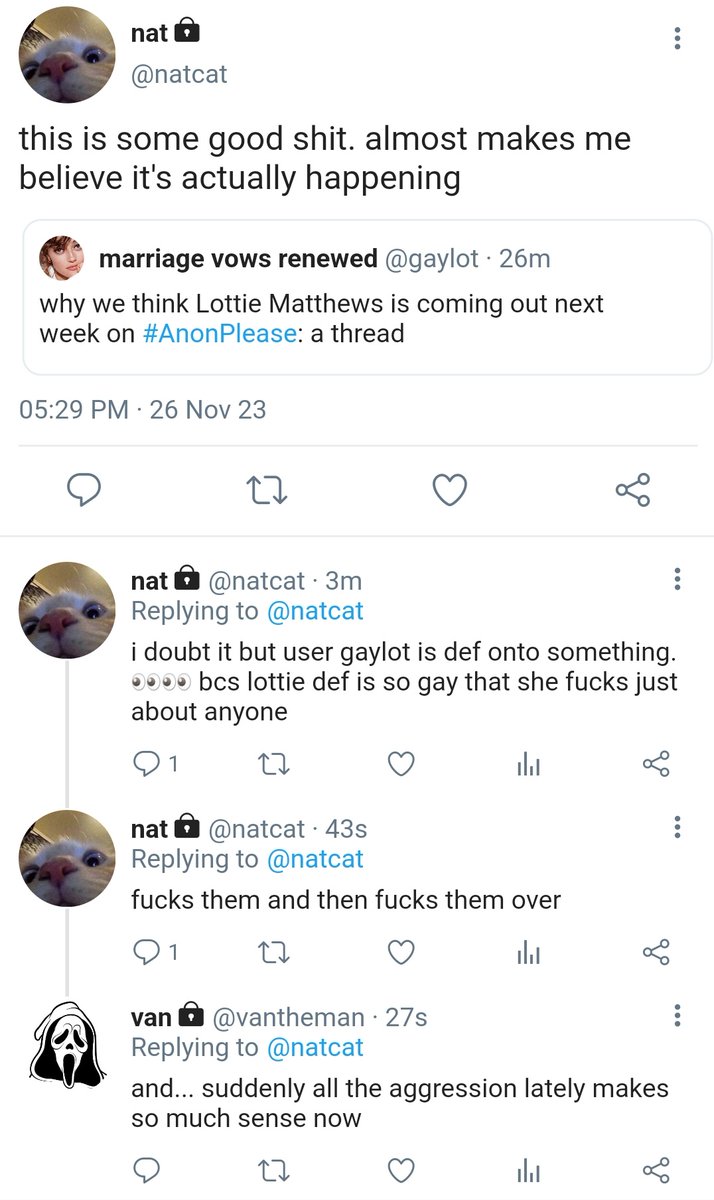 nat 🔒
@natcat
this is some good shit. almost makes me
believe it's actually happening
marriage vows renewed @gaylot · 26m
why we think Lottie Matthews is coming out next
week on #AnonPlease: a thread
05:29 PM · 26 Nov 23
nat 🔒 @natcat · 3m
Replying to @natcat
i doubt it but user gaylot is def onto something.
👀👀 bcs lottie def is so gay that she fucks just
about anyone
1
nat 🔒 @natcat · 43s
Replying to @natcat
fucks them and then fucks them over
1
van 🔒 @vantheman · 27s
Replying to @natcat
and... suddenly all the aggression lately makes
so much sense now